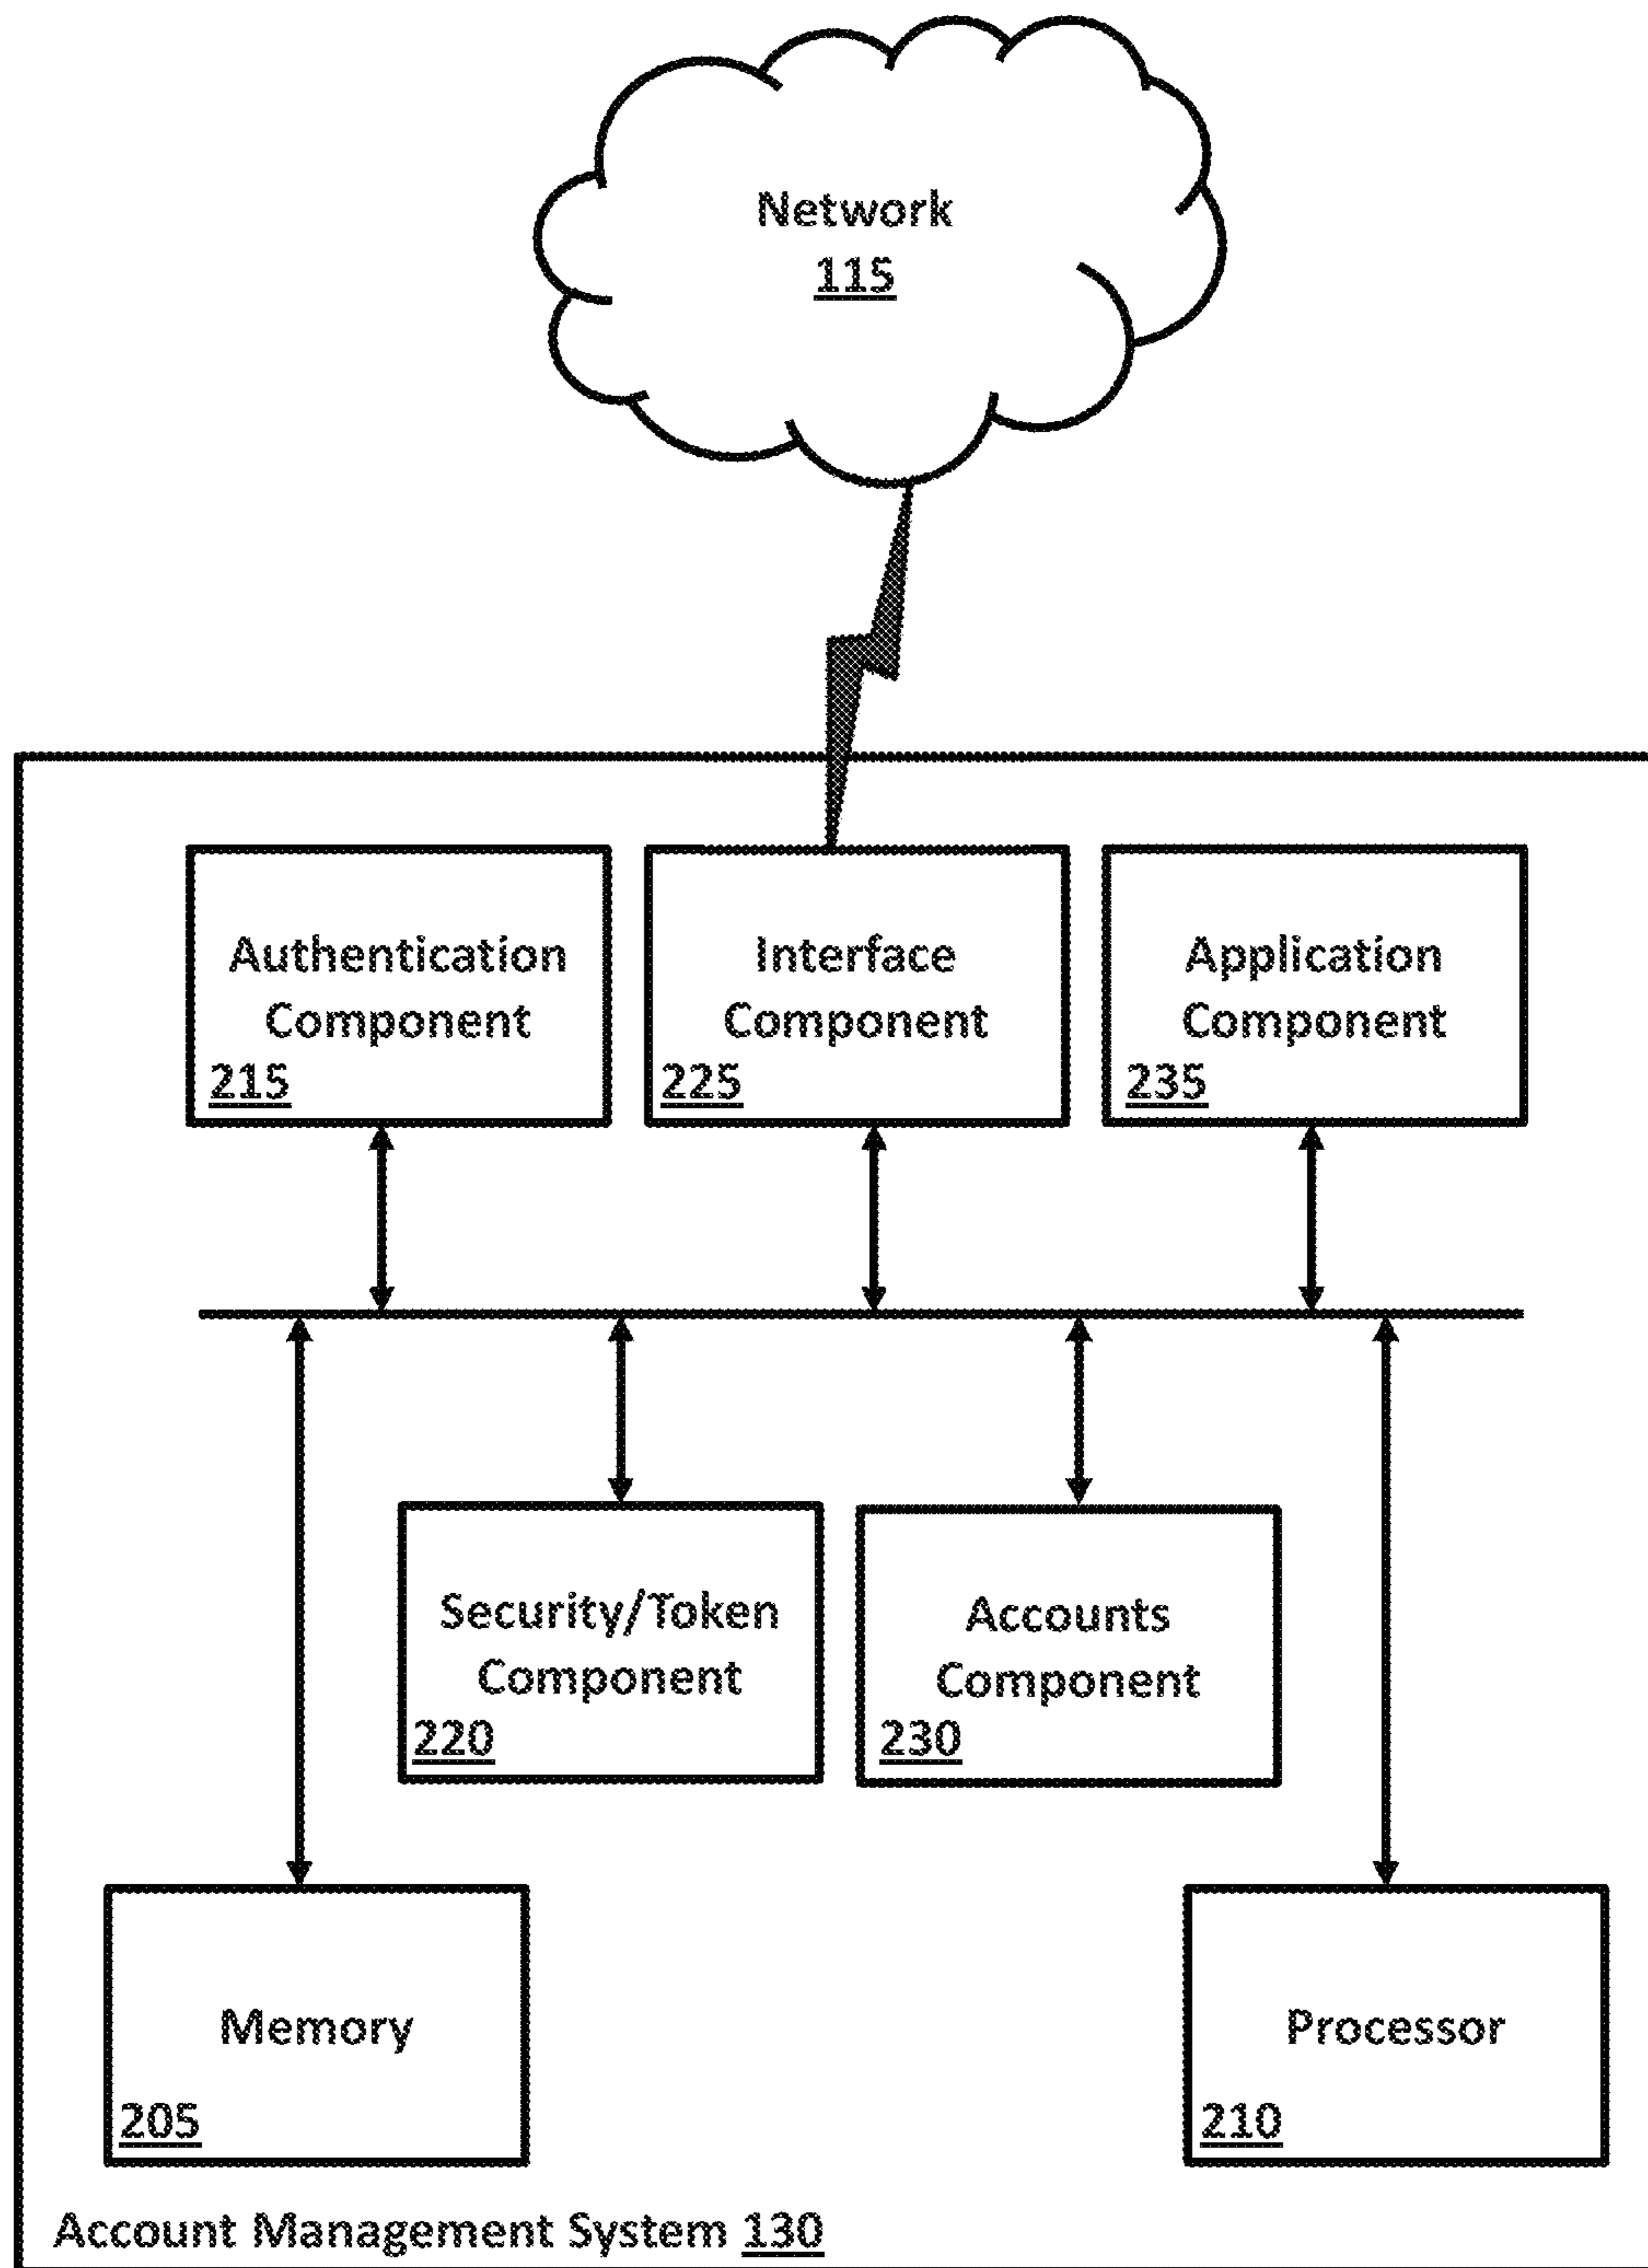 Network
115
Authentication
Component
215
Interface
Component
225
Application
Component
235
Security/Token
Component
220
Accounts
Component
230
Memory
205
Processor
210
Account Management System 130